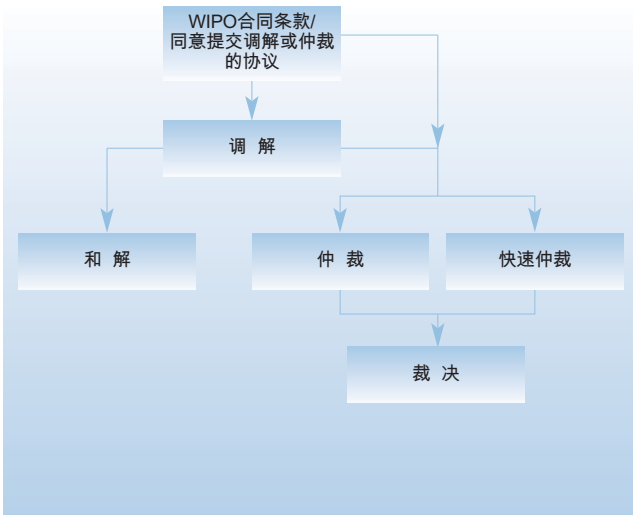 WIPO合同条款/
同意提交调解或仲裁
的协议
调 解
和 解
仲 裁
快速仲裁
裁 决